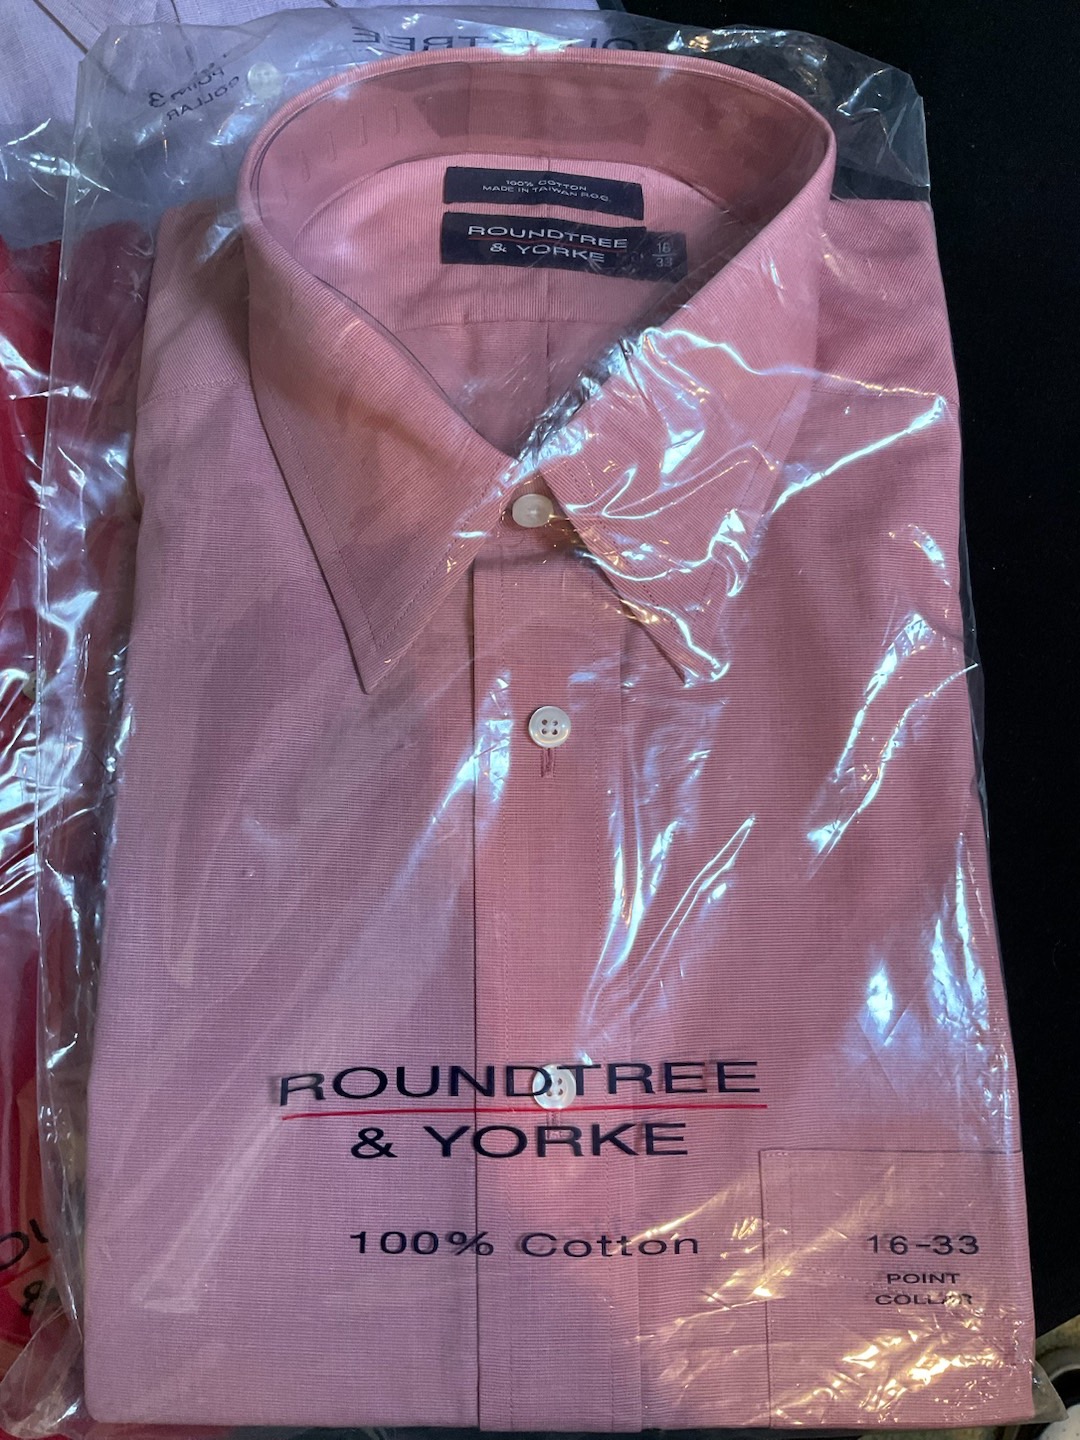 100% COTTON
MADE IN TAIWAN R.O.C.
ROUNDTREE
& YORKE
16
33
ROUNDTREE
& YORKE
100% Cotton
16-33
POINT
COLLAR